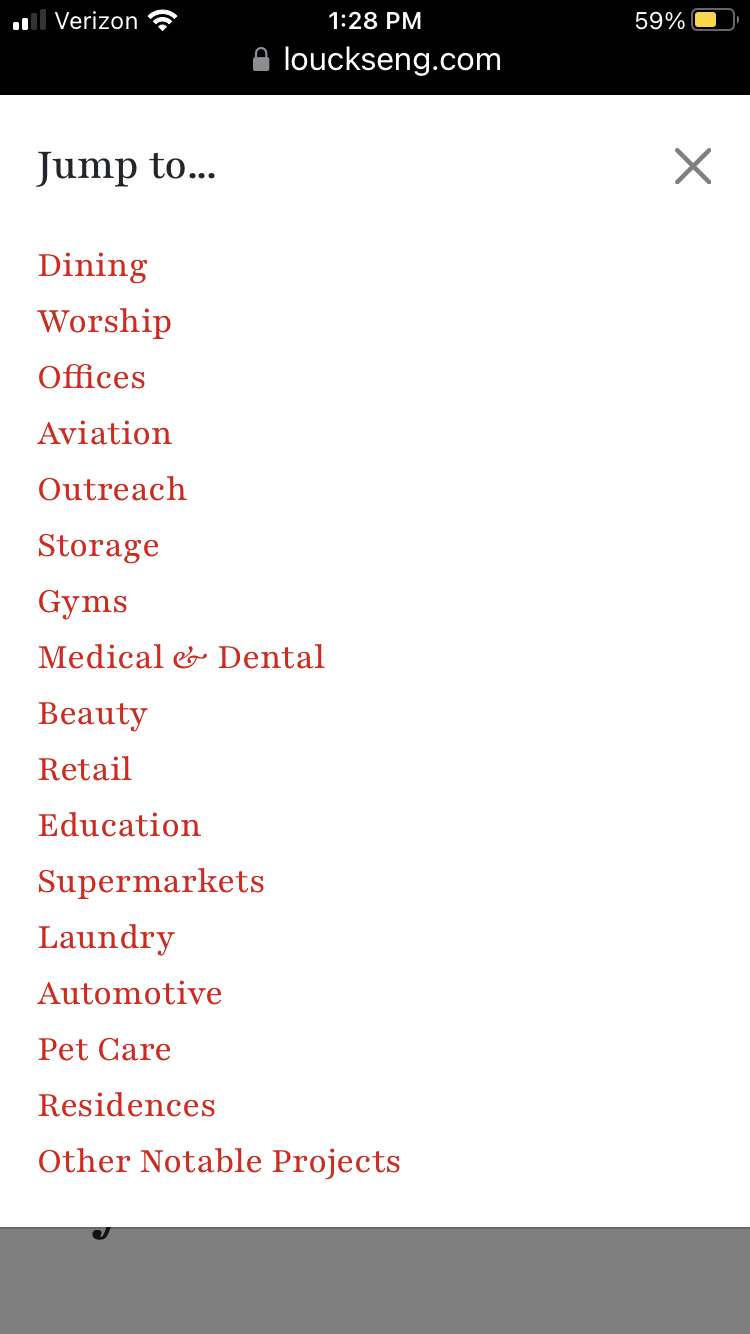 Verizon 1:28 PM 59%
louckseng.com
Jump to...
Dining
Worship
Offices
Aviation
Outreach
Storage
Gyms
Medical & Dental
Beauty
Retail
Education
Supermarkets
Laundry
Automotive
Pet Care
Residences
Other Notable Projects